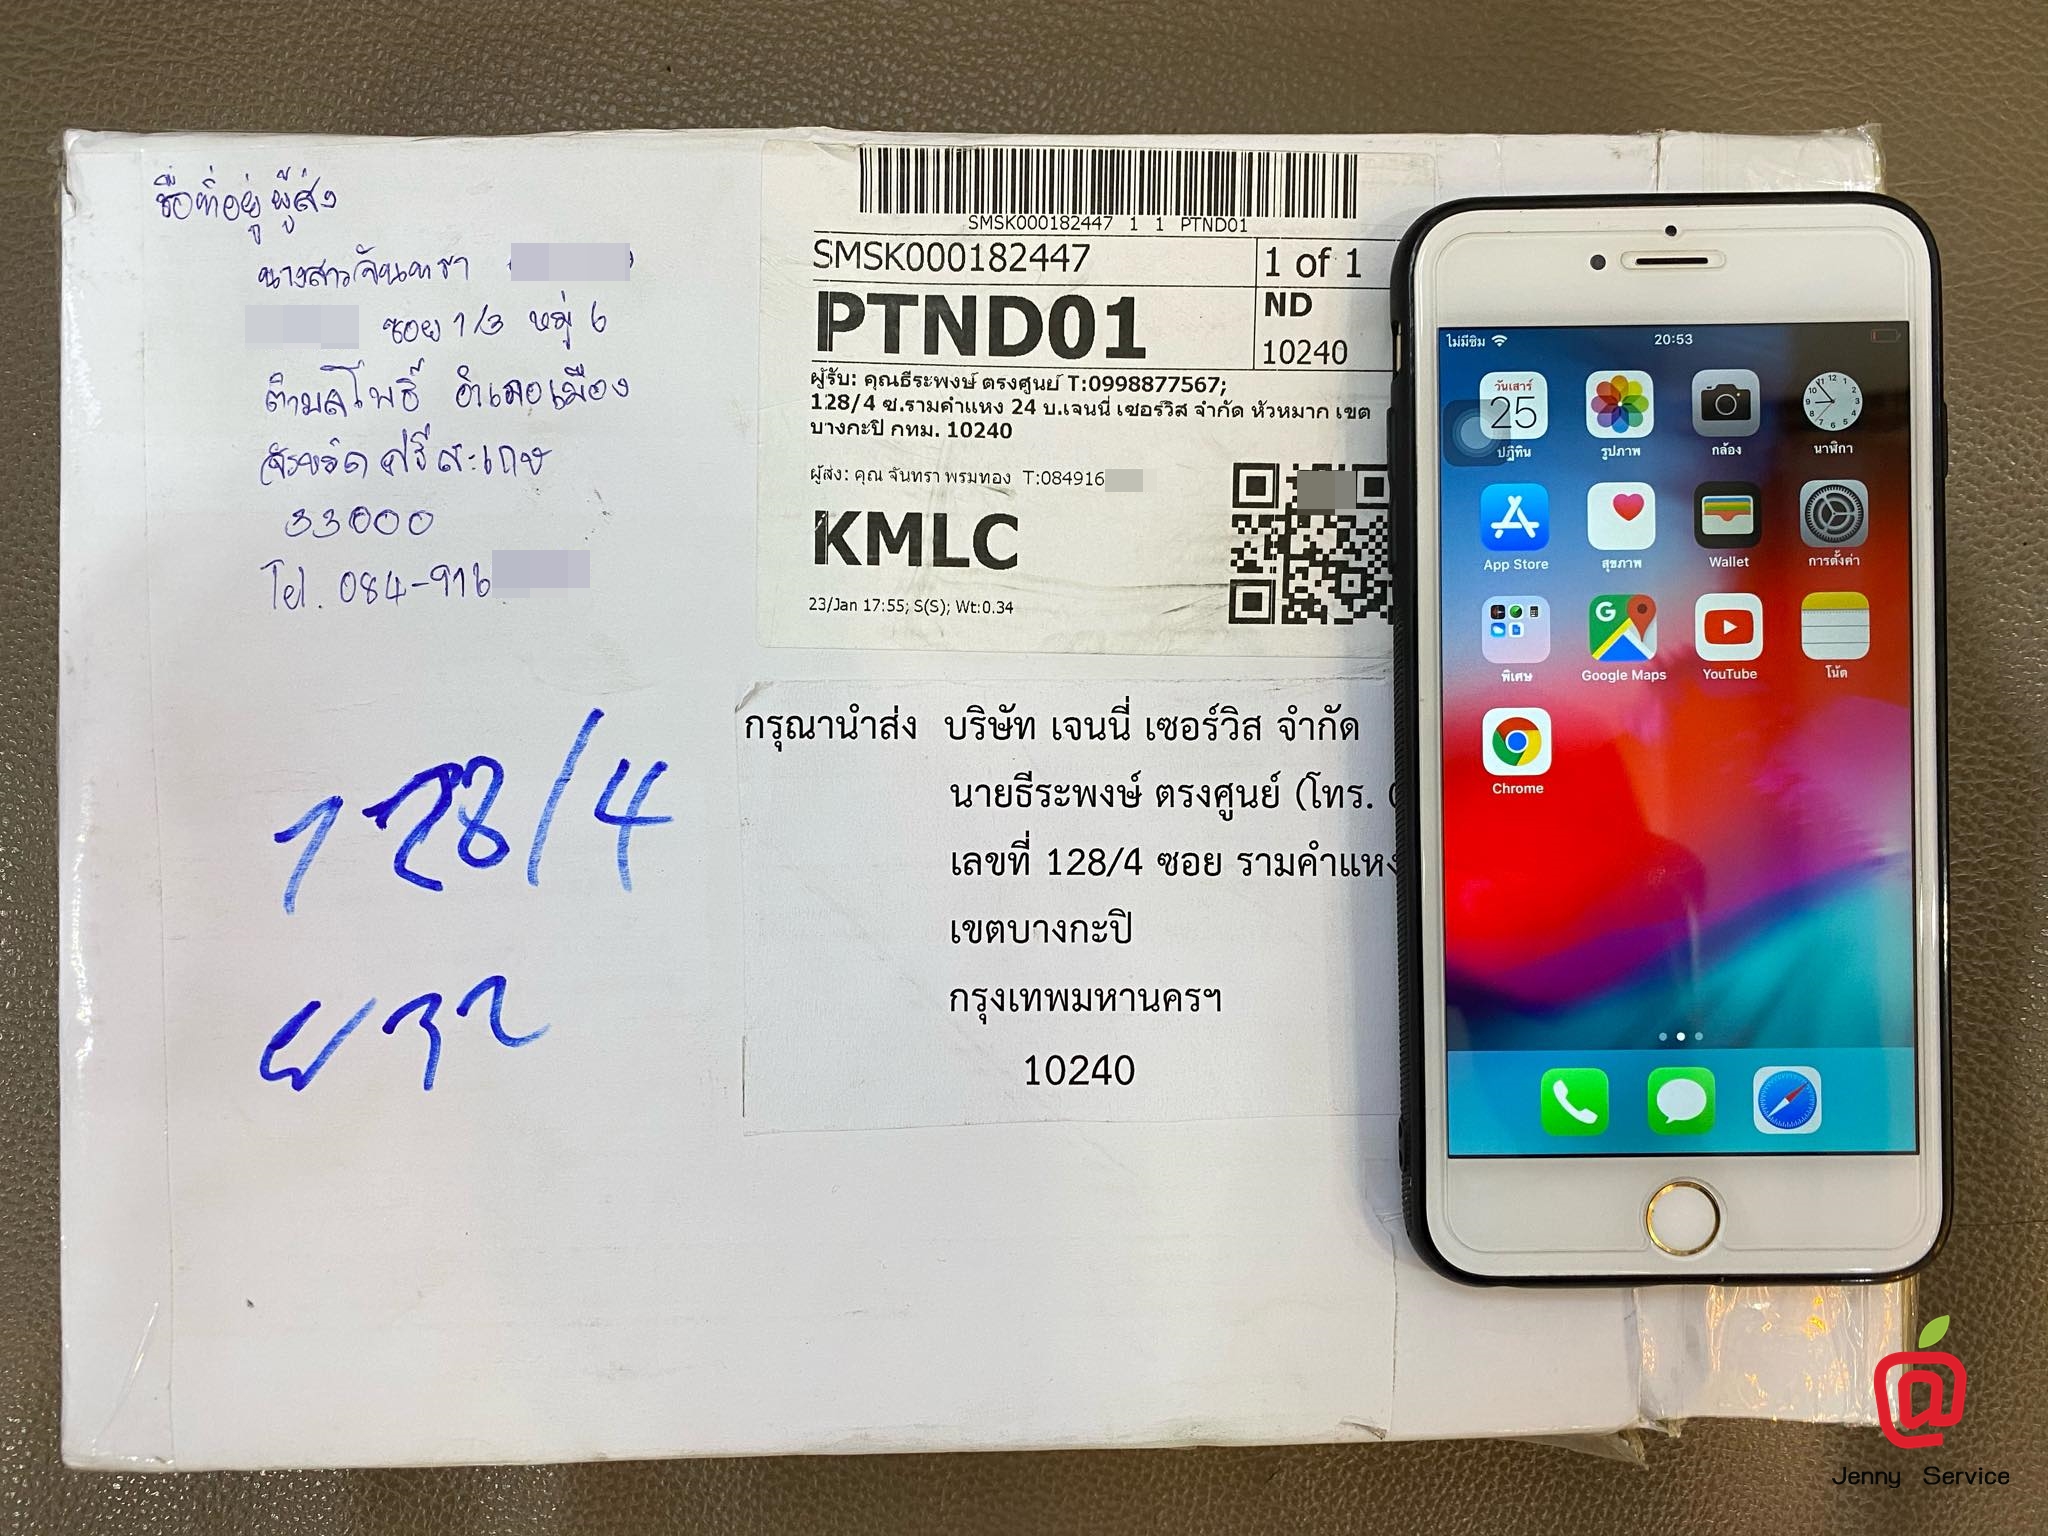 ชื่อที่อยู่ ผู้ส่ง
นางสาวจันทรา
ซอย 1/3 หมู่ 6
ตำบลโพธิ์ อำเภอเมือง
จังหวัดศรีสะเกษ
33000
Tel. 084-916
128/4
SMSK000182447 1 1 PTND01
SMSK000182447
1 of 1
PTND01
ND
10240
ผู้รับ: คุณธีระพงษ์ ตรงศูนย์ T:0998877567;
128/4 ซ.รามคำแหง 24 บ.เจนนี่ เซอร์วิส จำกัด หัวหมาก เขต
บางกะปิ กทม. 10240
ผู้ส่ง: คุณ จันทรา พรมทอง T:084916
KMLC
23/Jan 17:55; S(S); Wt:0.34
กรุณานำส่ง บริษัท เจนนี่ เซอร์วิส จำกัด
นายธีระพงษ์ ตรงศูนย์ (โทร.
เลขที่ 128/4 ซอย รามคำแหง
เขตบางกะปิ
กรุงเทพมหานครฯ
10240
ไม่มีซิม 20:53
วันเสาร์
25
ปฏิทิน รูปภาพ กล้อง นาฬิกา
App Store สุขภาพ Wallet การตั้งค่า
พิเศษ Google Maps YouTube โน้ต
Chrome
Jenny Service